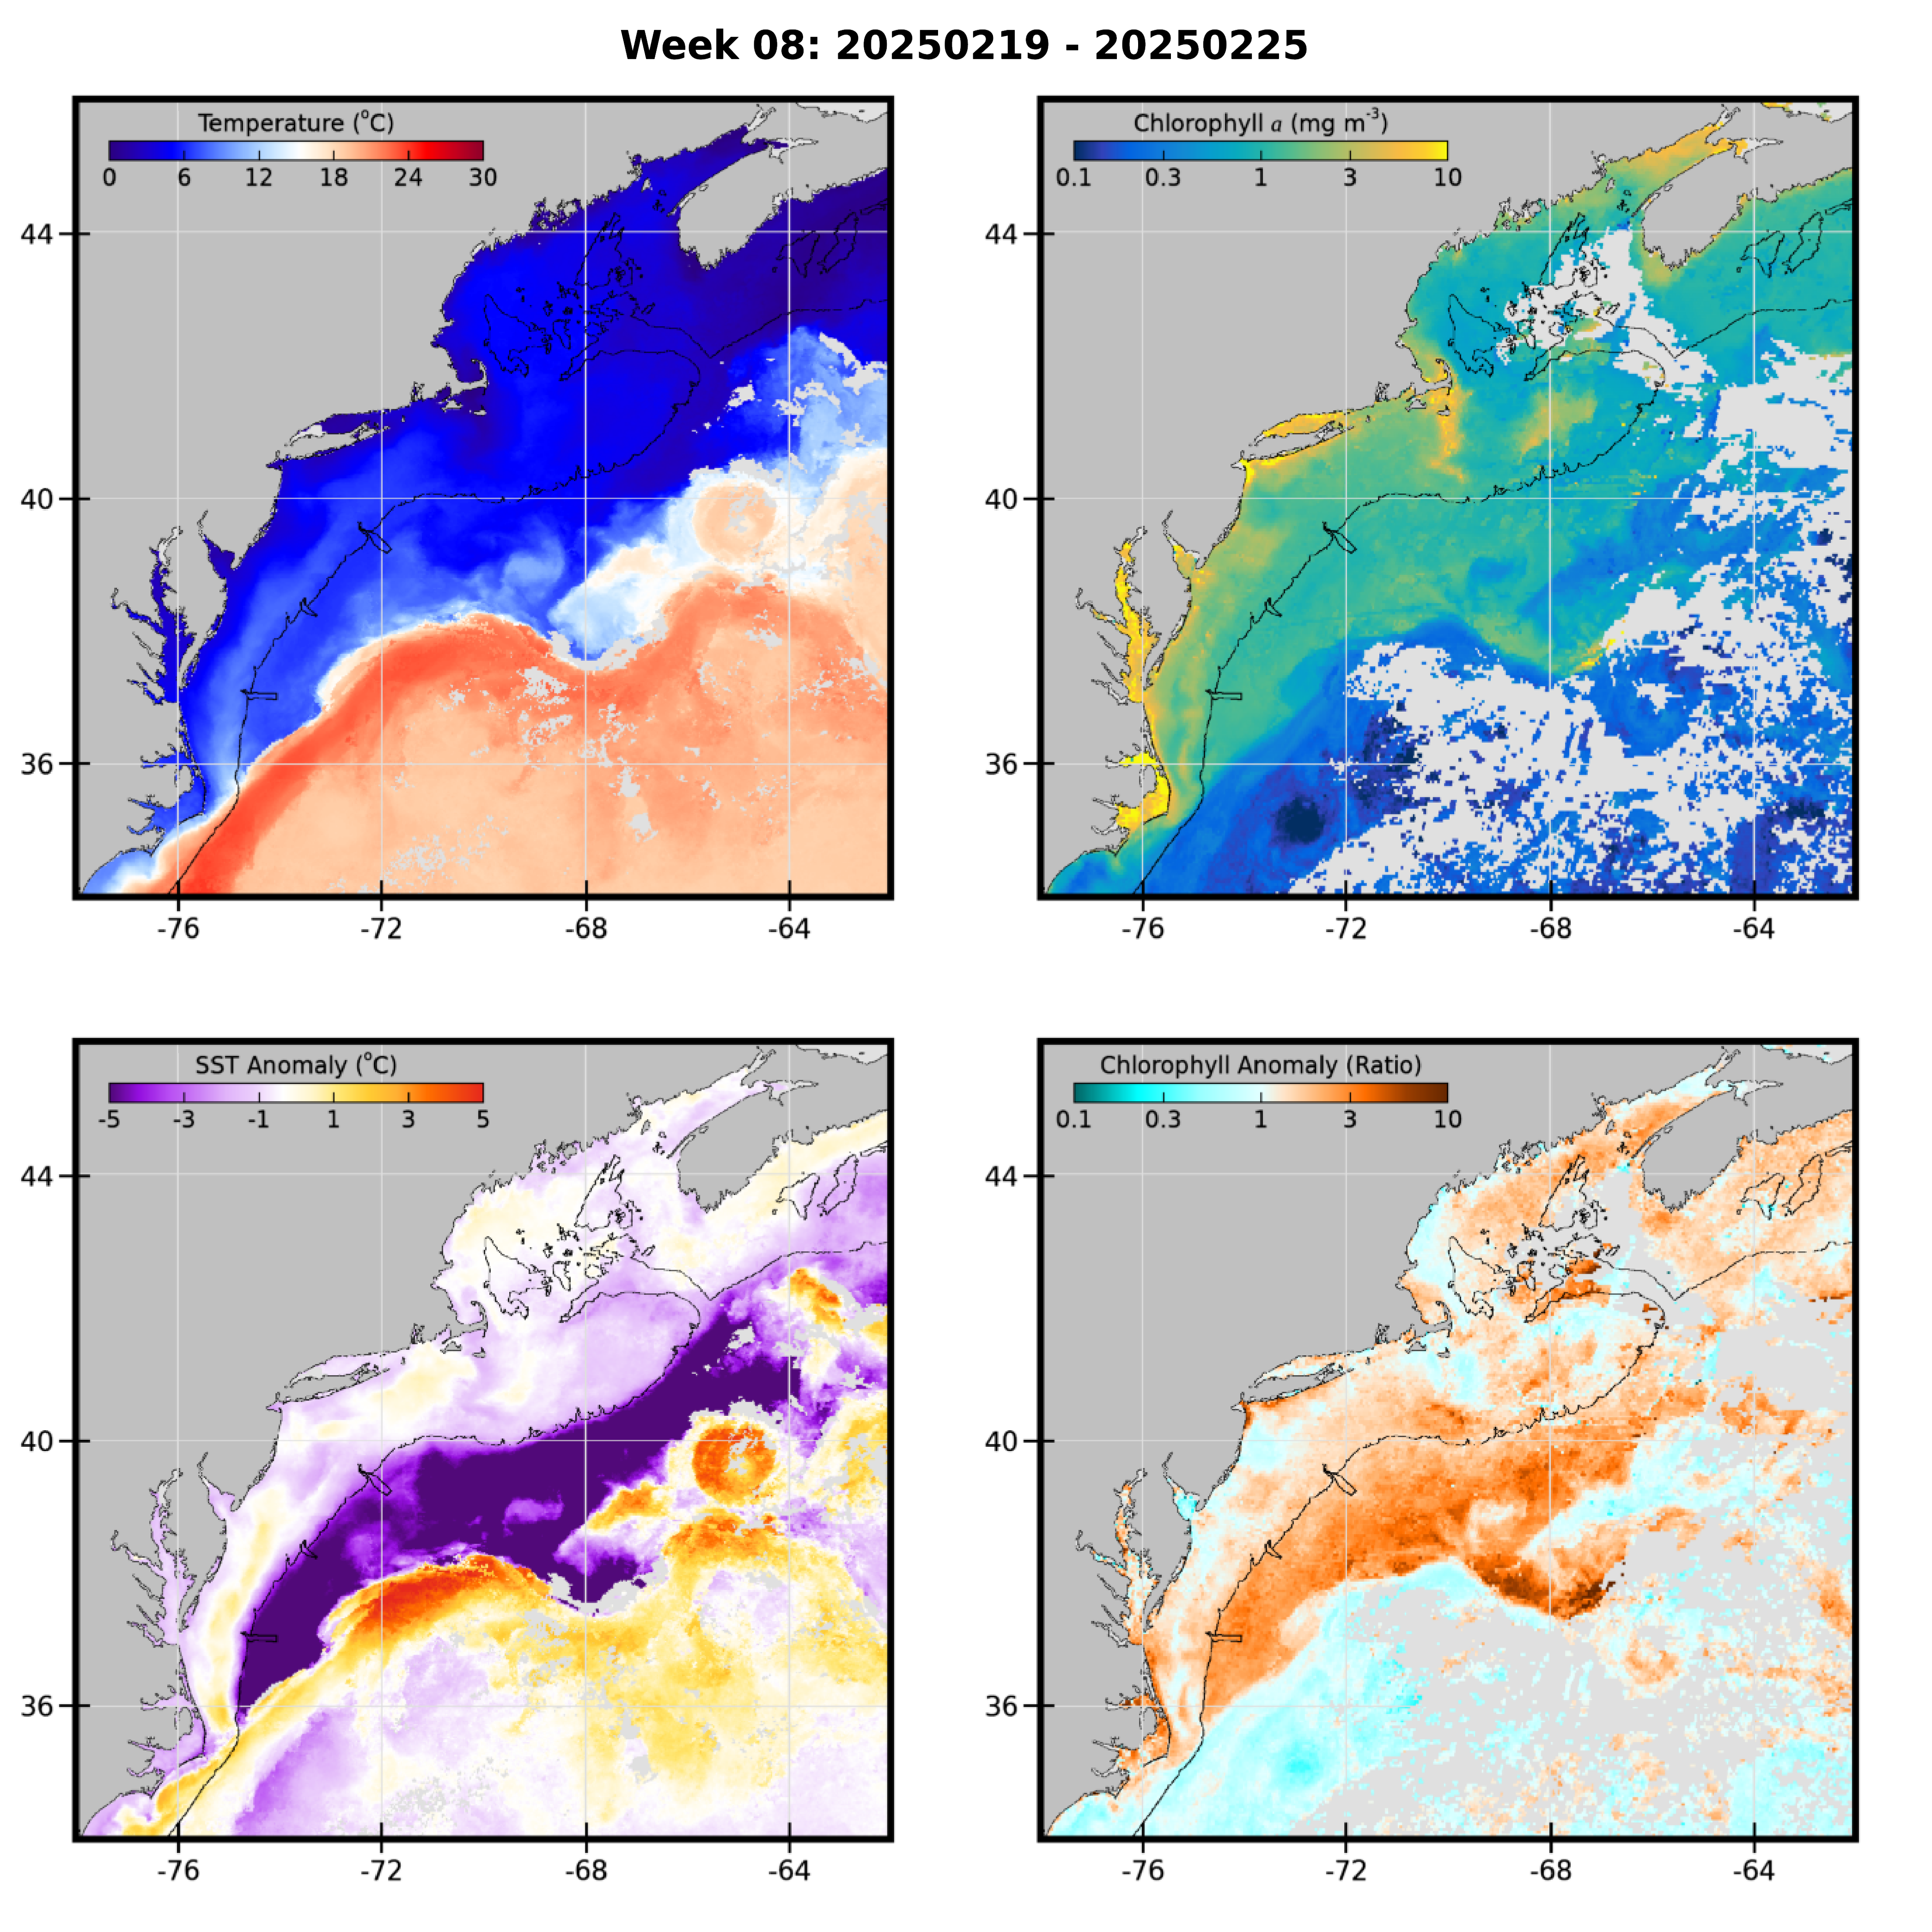 Week 08: 20250219 - 20250225
Temperature (°C)
0 6 12 18 24 30
44
40
36
-76 -72 -68 -64
Chlorophyll a (mg m⁻³)
0.1 0.3 1 3 10
44
40
36
-76 -72 -68 -64
SST Anomaly (°C)
-5 -3 -1 1 3 5
44
40
36
-76 -72 -68 -64
Chlorophyll Anomaly (Ratio)
0.1 0.3 1 3 10
44
40
36
-76 -72 -68 -64